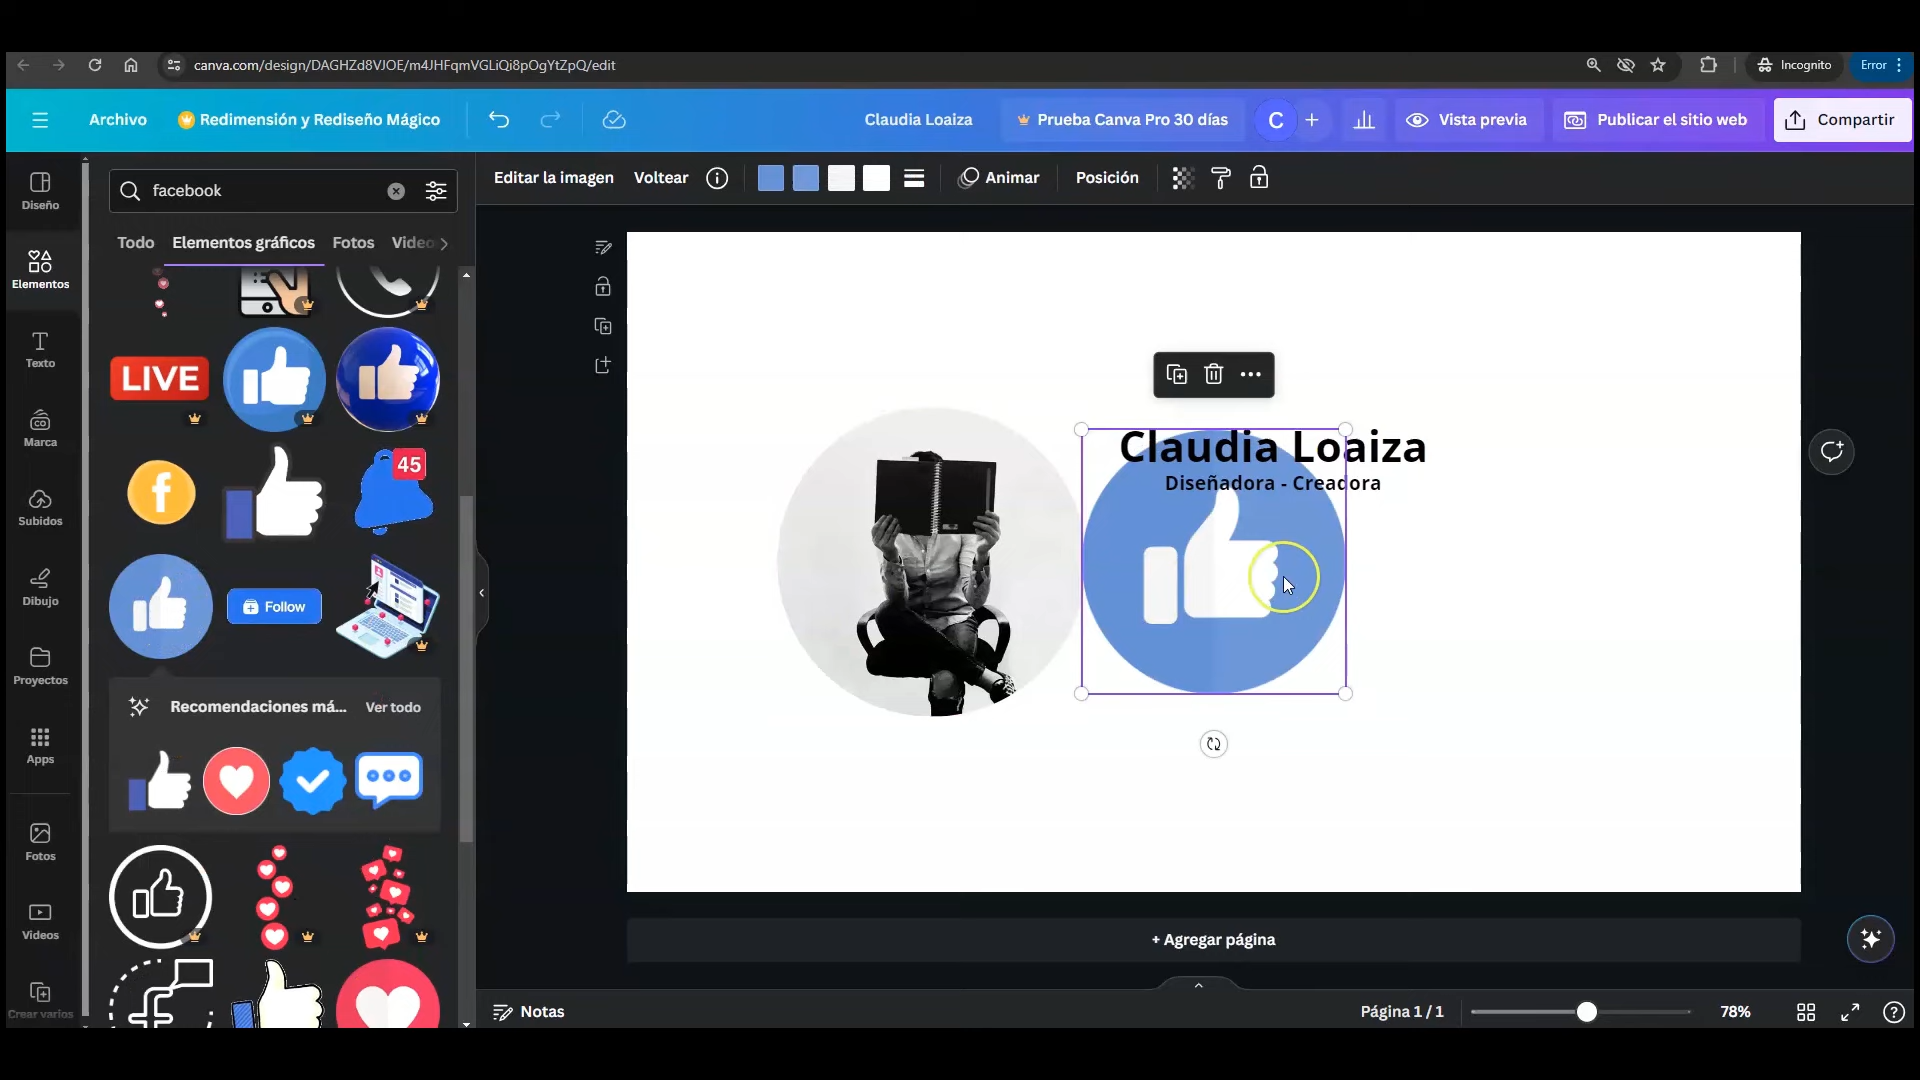 canva.com/design/DAGHZd8VJOE/m4JHFqmVGLiQi8pOgYtZpQ/edit
Incognito
Error
Archivo
Redimensión y Rediseño Mágico
Claudia Loaiza
Prueba Canva Pro 30 días
C
Vista previa
Publicar el sitio web
Compartir
Diseño
Elementos
Texto
Marca
Subidos
Dibujo
Proyectos
Apps
Fotos
Videos
Crear varios
facebook
Todo
Elementos gráficos
Fotos
Video
LIVE
f
45
Follow
Recomendaciones má...
Ver todo
Editar la imagen
Voltear
Animar
Posición
Claudia Loaiza
Diseñadora - Creadora
+ Agregar página
Notas
Página 1 / 1
78%